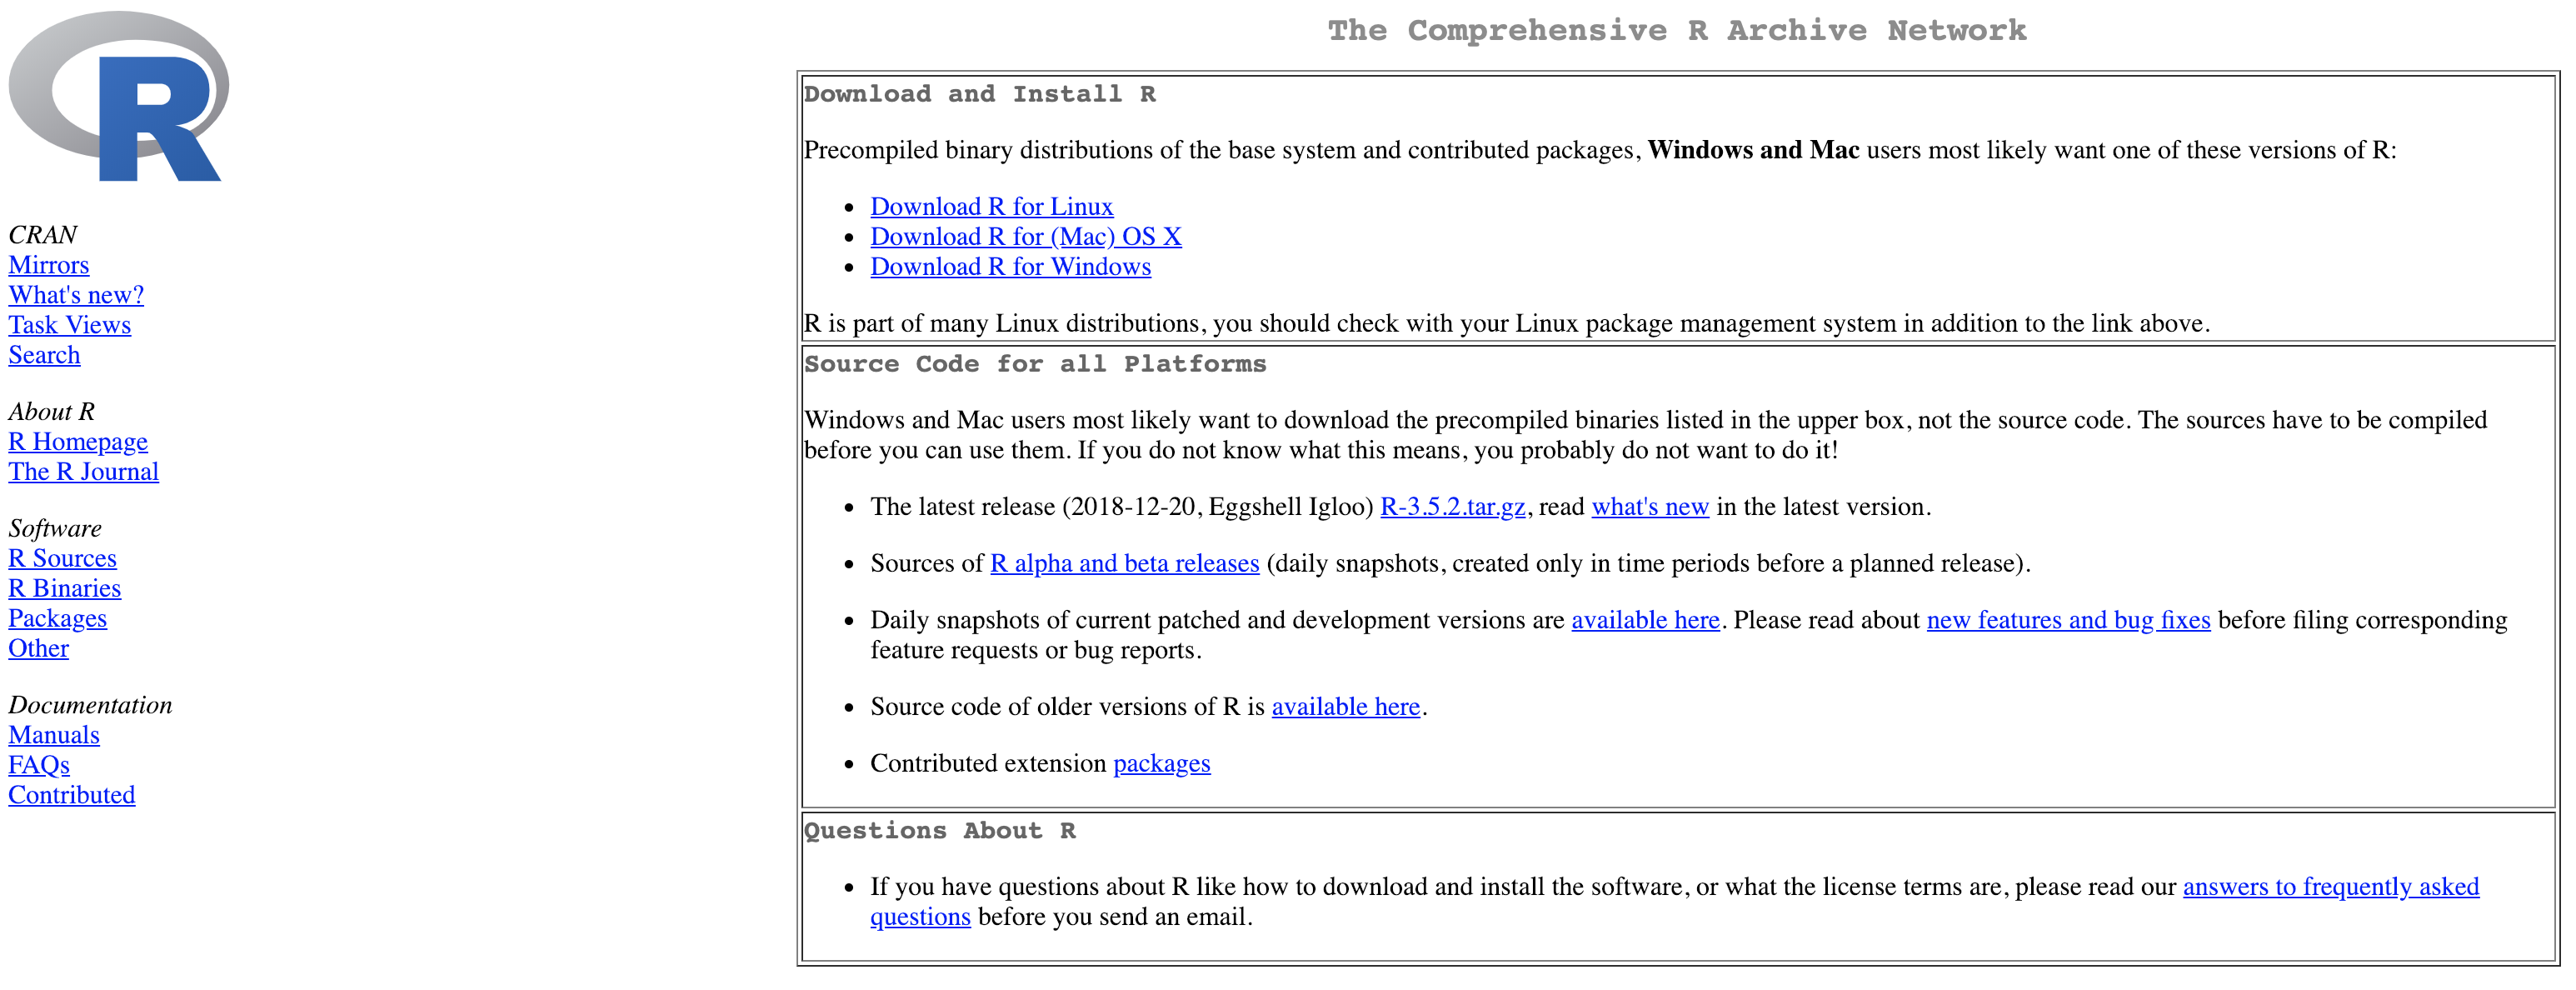 R
CRAN
Mirrors
What's new?
Task Views
Search
About R
R Homepage
The R Journal
Software
R Sources
R Binaries
Packages
Other
Documentation
Manuals
FAQs
Contributed
The Comprehensive R Archive Network
Download and Install R
Precompiled binary distributions of the base system and contributed packages, Windows and Mac users most likely want one of these versions of R:
• Download R for Linux
• Download R for (Mac) OS X
• Download R for Windows
R is part of many Linux distributions, you should check with your Linux package management system in addition to the link above.
Source Code for all Platforms
Windows and Mac users most likely want to download the precompiled binaries listed in the upper box, not the source code. The sources have to be compiled
before you can use them. If you do not know what this means, you probably do not want to do it!
• The latest release (2018-12-20, Eggshell Igloo) R-3.5.2.tar.gz, read what's new in the latest version.
• Sources of R alpha and beta releases (daily snapshots, created only in time periods before a planned release).
• Daily snapshots of current patched and development versions are available here. Please read about new features and bug fixes before filing corresponding
feature requests or bug reports.
• Source code of older versions of R is available here.
• Contributed extension packages
Questions About R
• If you have questions about R like how to download and install the software, or what the license terms are, please read our answers to frequently asked
questions before you send an email.